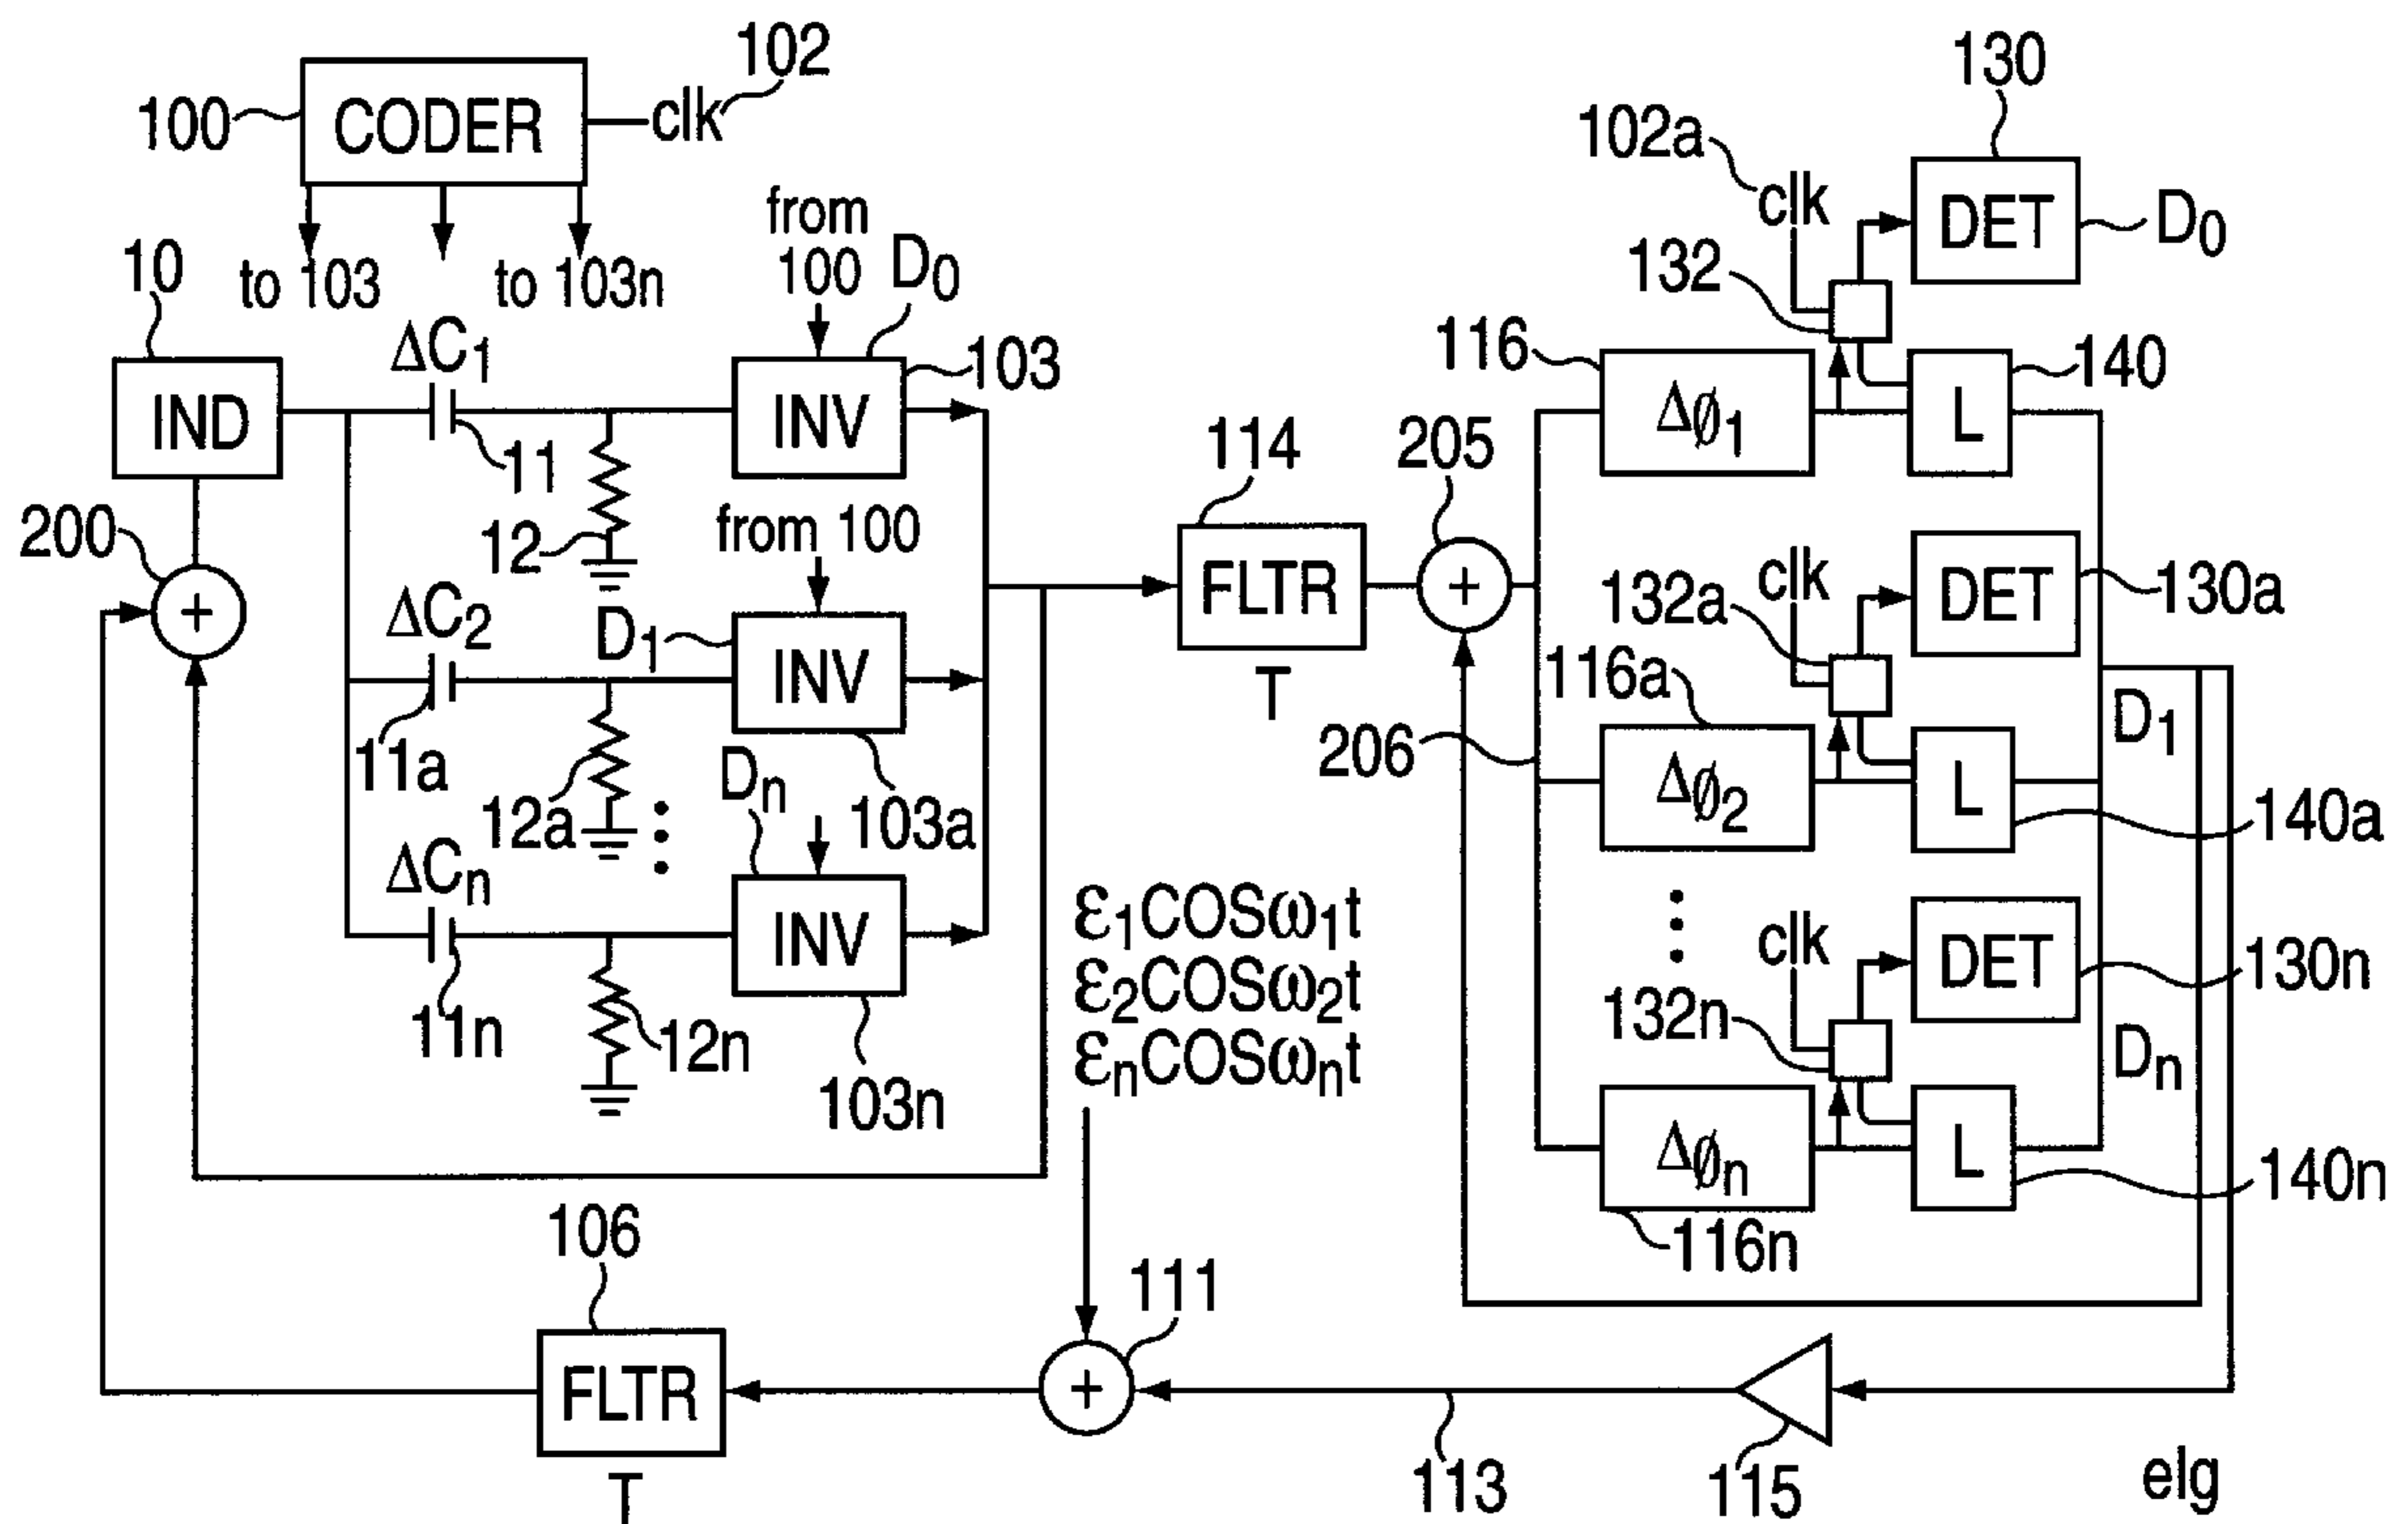 102
100
CODER
clk
to 103
to 103n
from
100
D0
10
IND
ΔC1
11
12
INV
103
200
from 100
ΔC2
11a
12a
D1
INV
103a
Dn
ΔCn
11n
12n
INV
103n
114
FLTR
T
205
206
130
102a
clk
DET
D0
132
116
Δø1
L
140
clk
DET
130a
132a
116a
Δø2
L
D1
140a
clk
DET
130n
132n
Dn
Δøn
L
140n
116n
ε1COSω1t
ε2COSω2t
εnCOSωnt
106
FLTR
T
111
113
115
elg